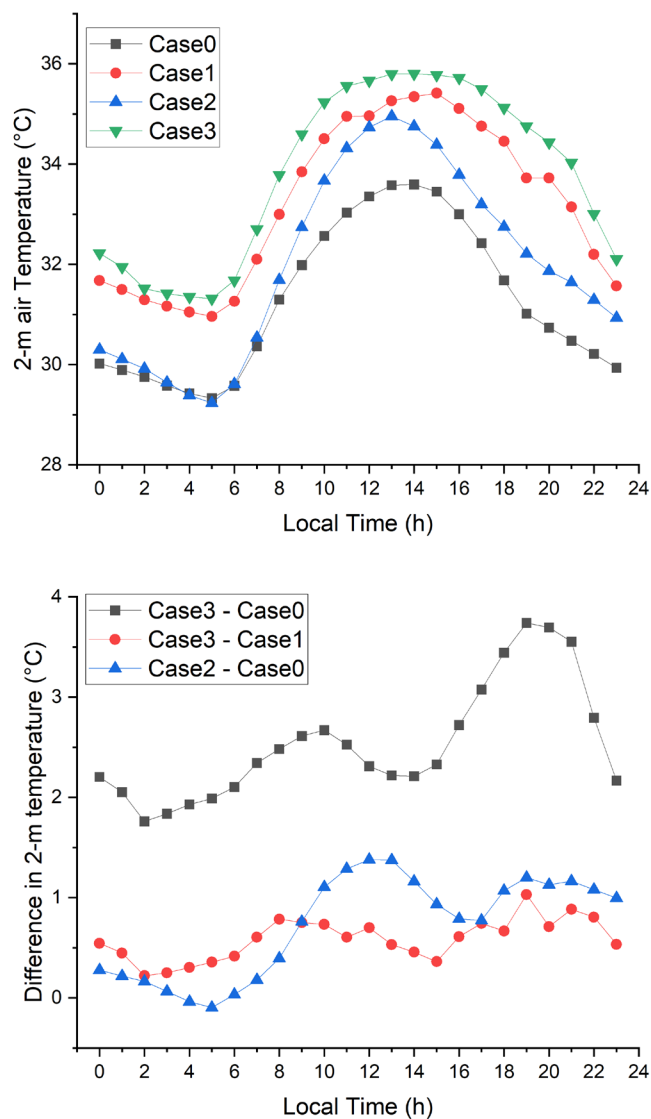 Case0
Case1
Case2
Case3
36
34
32
30
28
2-m air Temperature (°C)
0 2 4 6 8 10 12 14 16 18 20 22 24
Local Time (h)
Case3 - Case0
Case3 - Case1
Case2 - Case0
4
3
2
1
0
Difference in 2-m temperature (°C)
0 2 4 6 8 10 12 14 16 18 20 22 24
Local Time (h)